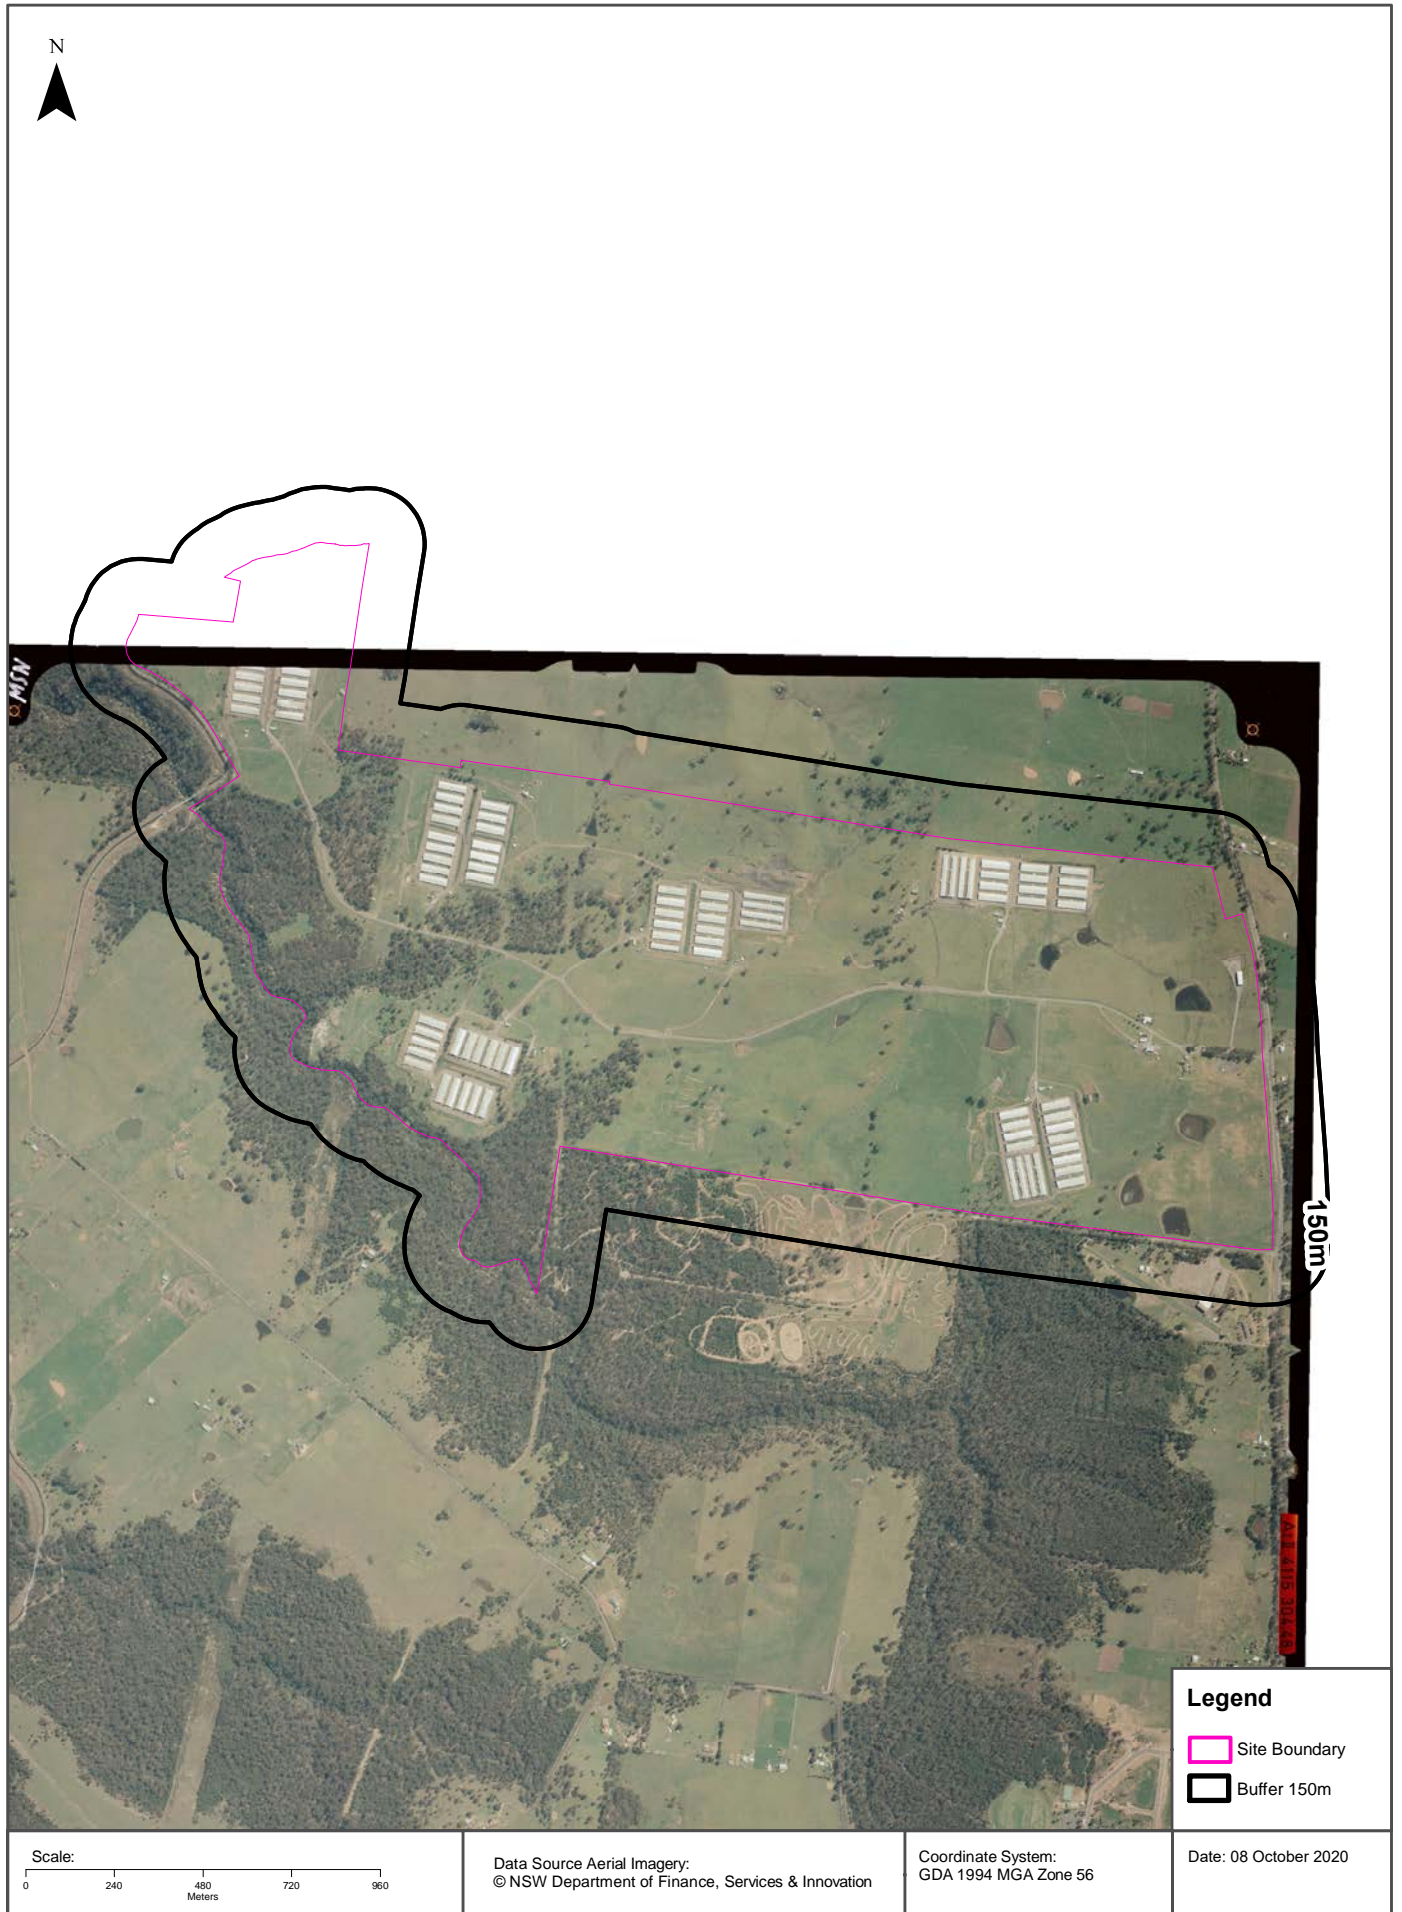 N
MSN
150m
Legend
Site Boundary
Buffer 150m
Scale:
0 240 480 720 960
Meters
Data Source Aerial Imagery:
© NSW Department of Finance, Services & Innovation
Coordinate System:
GDA 1994 MGA Zone 56
Date: 08 October 2020